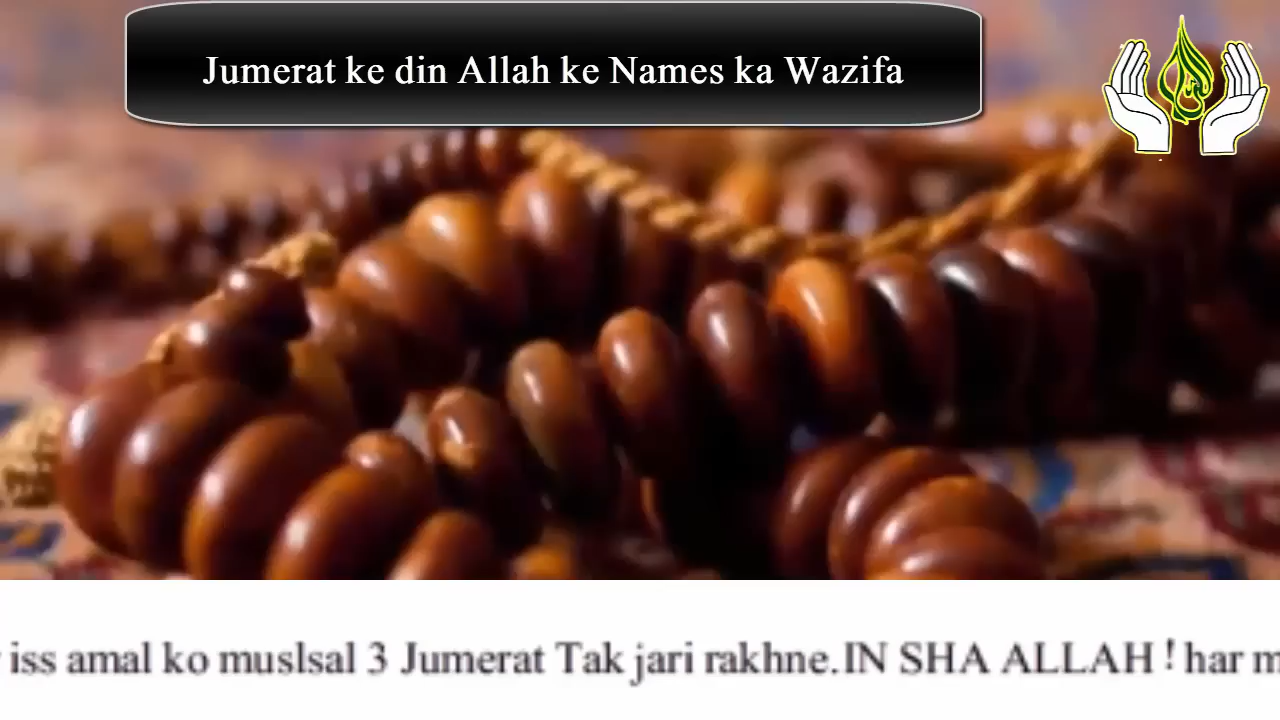 Jumerat ke din Allah ke Names ka Wazifa
iss amal ko muslsal 3 Jumerat Tak jari rakhne.IN SHA ALLAH ! har